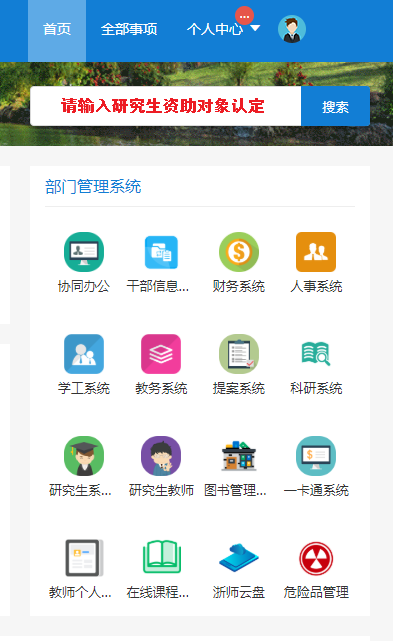 首页 全部事项 个人中心
请输入研究生资助对象认定 搜索
部门管理系统
协同办公 干部信息... 财务系统 人事系统
学工系统 教务系统 提案系统 科研系统
研究生系... 研究生教师 图书管理... 一卡通系统
教师个人... 在线课程... 浙师云盘 危险品管理